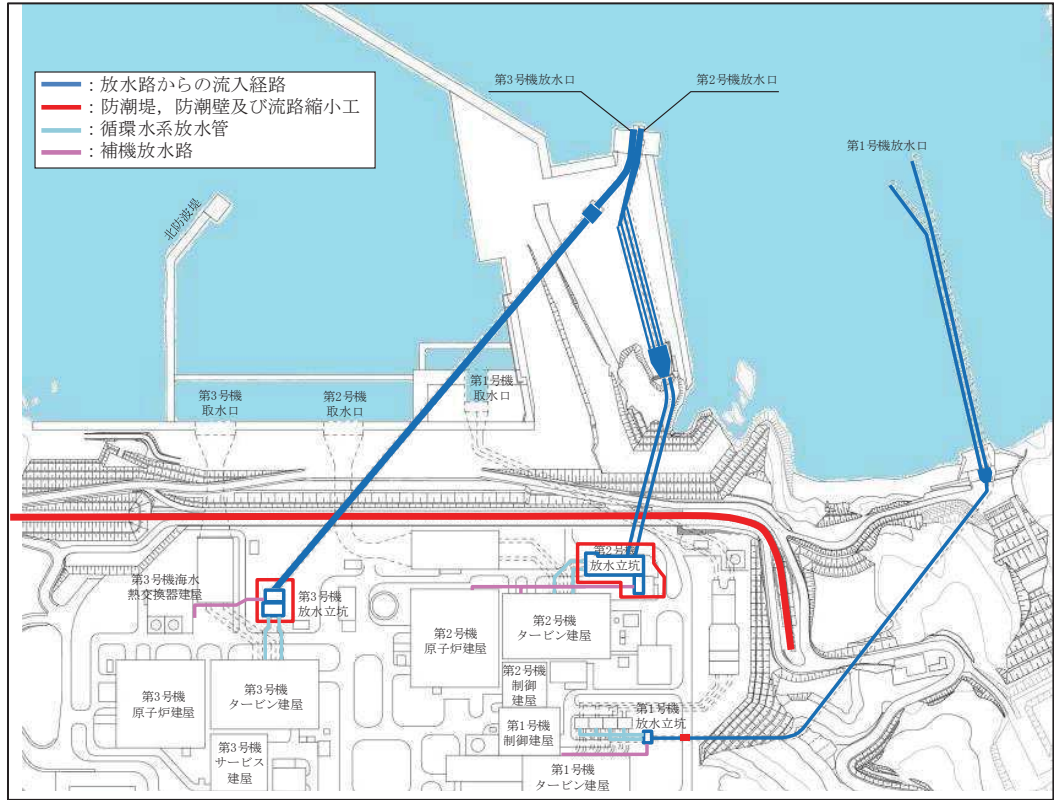 ：放水路からの流入経路
：防潮堤，防潮壁及び流路縮小工
：循環水系放水管
：補機放水路
第3号機放水口
第2号機放水口
第1号機放水口
北防波堤
第3号機
取水口
第2号機
取水口
第1号機
取水口
第3号機海水
熱交換器建屋
第3号機
放水立坑
第2号機
放水立坑
第2号機
原子炉建屋
第2号機
タービン建屋
第2号機
制御
建屋
第3号機
原子炉建屋
第3号機
タービン建屋
第1号機
制御建屋
第1号機
放水立坑
第3号機
サービス
建屋
第1号機
タービン建屋